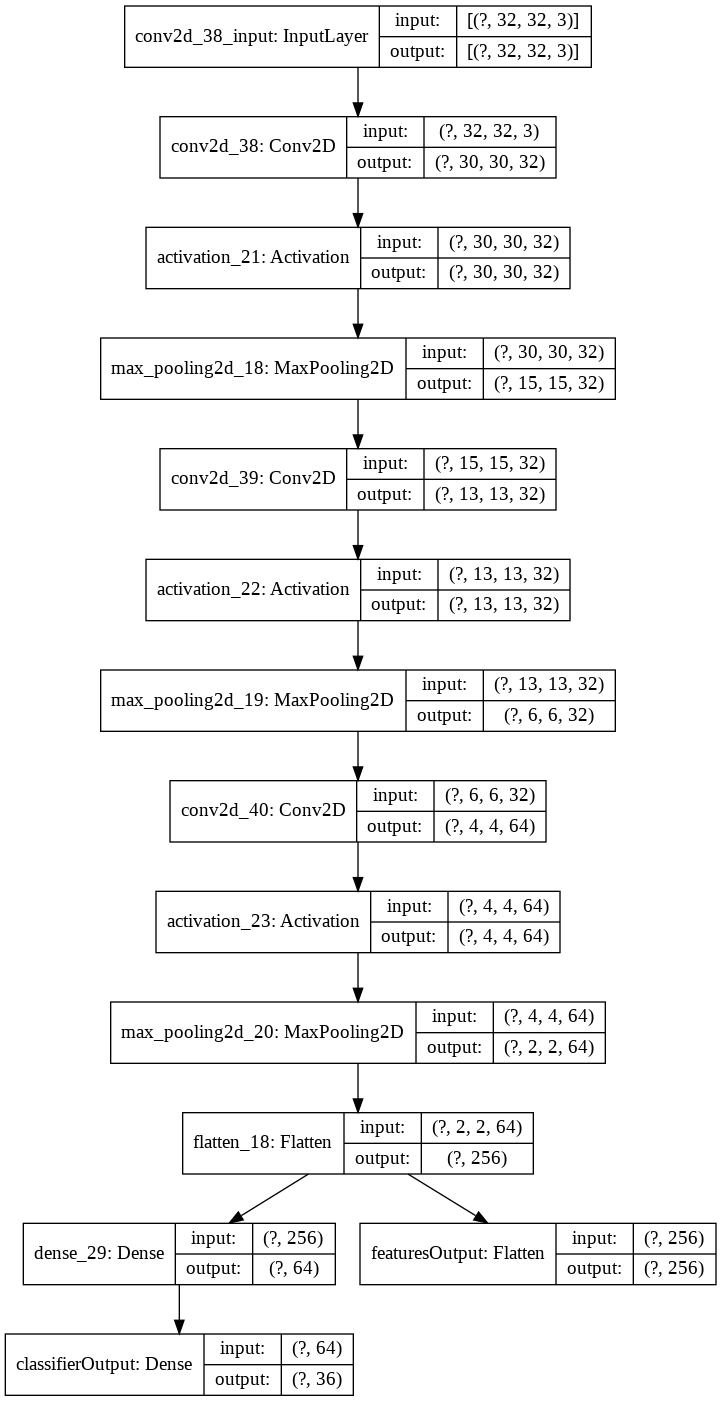 conv2d_38_input: InputLayer
input: [(?, 32, 32, 3)]
output: [(?, 32, 32, 3)]
conv2d_38: Conv2D
input: (?, 32, 32, 3)
output: (?, 30, 30, 32)
activation_21: Activation
input: (?, 30, 30, 32)
output: (?, 30, 30, 32)
max_pooling2d_18: MaxPooling2D
input: (?, 30, 30, 32)
output: (?, 15, 15, 32)
conv2d_39: Conv2D
input: (?, 15, 15, 32)
output: (?, 13, 13, 32)
activation_22: Activation
input: (?, 13, 13, 32)
output: (?, 13, 13, 32)
max_pooling2d_19: MaxPooling2D
input: (?, 13, 13, 32)
output: (?, 6, 6, 32)
conv2d_40: Conv2D
input: (?, 6, 6, 32)
output: (?, 4, 4, 64)
activation_23: Activation
input: (?, 4, 4, 64)
output: (?, 4, 4, 64)
max_pooling2d_20: MaxPooling2D
input: (?, 4, 4, 64)
output: (?, 2, 2, 64)
flatten_18: Flatten
input: (?, 2, 2, 64)
output: (?, 256)
dense_29: Dense
input: (?, 256)
output: (?, 64)
featuresOutput: Flatten
input: (?, 256)
output: (?, 256)
classifierOutput: Dense
input: (?, 64)
output: (?, 36)